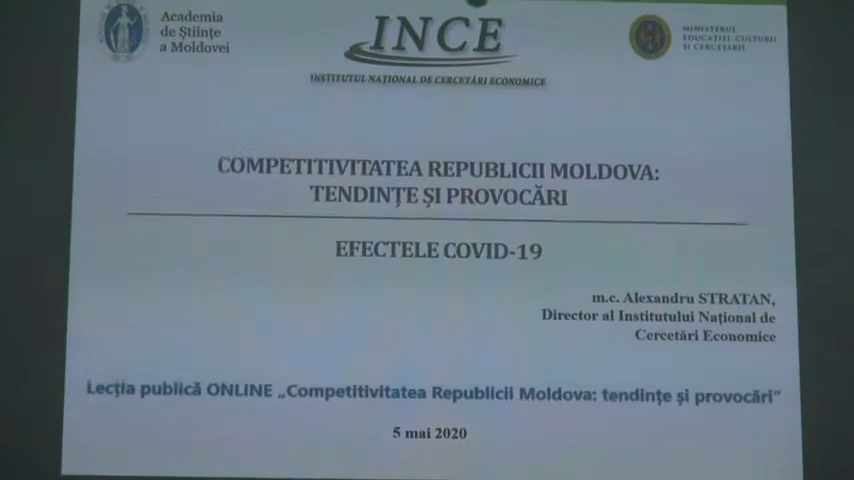 Academia
de Științe
a Moldovei
INCE
INSTITUTUL NAȚIONAL DE CERCETĂRI ECONOMICE
MINISTERUL
EDUCAȚIEI, CULTURII
ȘI CERCETĂRII
COMPETITIVITATEA REPUBLICII MOLDOVA:
TENDINȚE ȘI PROVOCĂRI
EFECTELE COVID-19
m.c. Alexandru STRATAN,
Director al Institutului Național de
Cercetări Economice
Lecția publică ONLINE „Competitivitatea Republicii Moldova: tendințe și provocări”
5 mai 2020